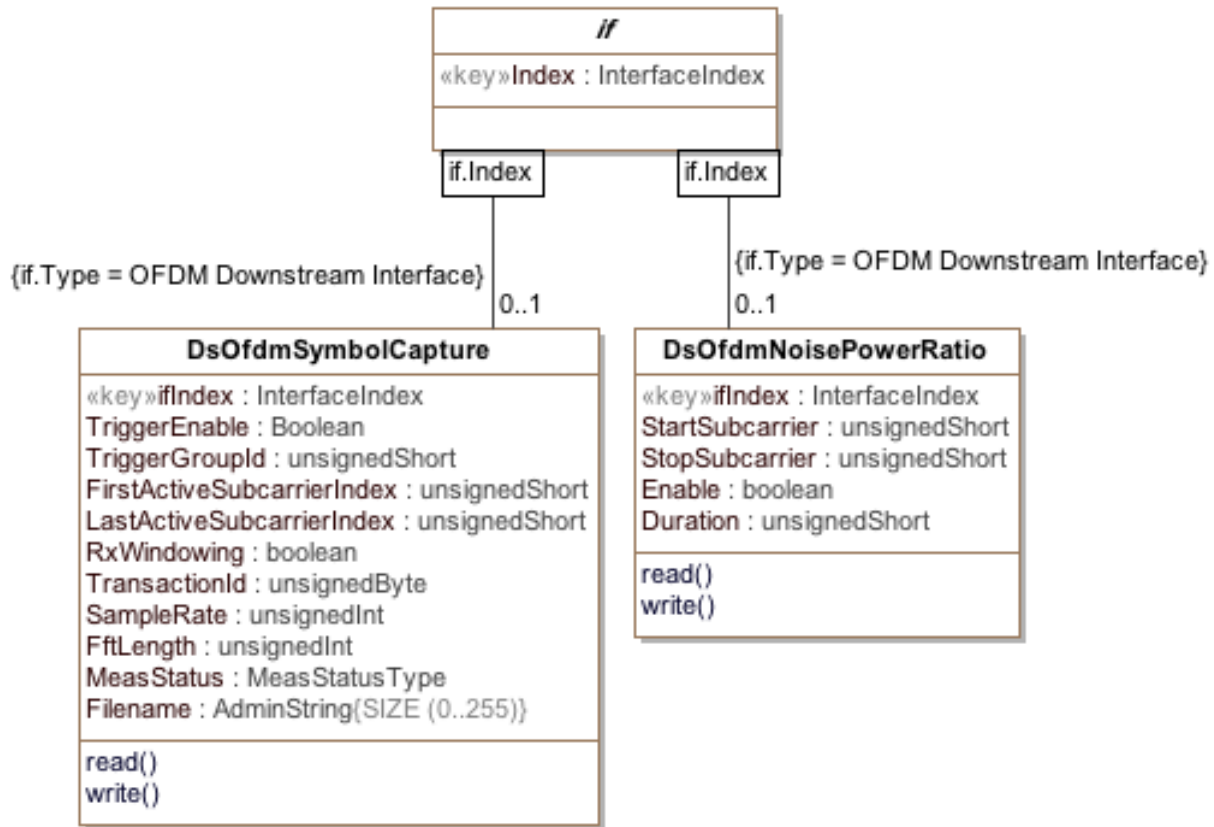 if
«key»Index : InterfaceIndex
if.Index
if.Index
{if.Type = OFDM Downstream Interface}
0..1
{if.Type = OFDM Downstream Interface}
0..1
DsOfdmSymbolCapture
«key»ifIndex : InterfaceIndex
TriggerEnable : Boolean
TriggerGroupId : unsignedShort
FirstActiveSubcarrierIndex : unsignedShort
LastActiveSubcarrierIndex : unsignedShort
RxWindowing : boolean
TransactionId : unsignedByte
SampleRate : unsignedInt
FftLength : unsignedInt
MeasStatus : MeasStatusType
Filename : AdminString{SIZE (0..255)}
read()
write()
DsOfdmNoisePowerRatio
«key»ifIndex : InterfaceIndex
StartSubcarrier : unsignedShort
StopSubcarrier : unsignedShort
Enable : boolean
Duration : unsignedShort
read()
write()